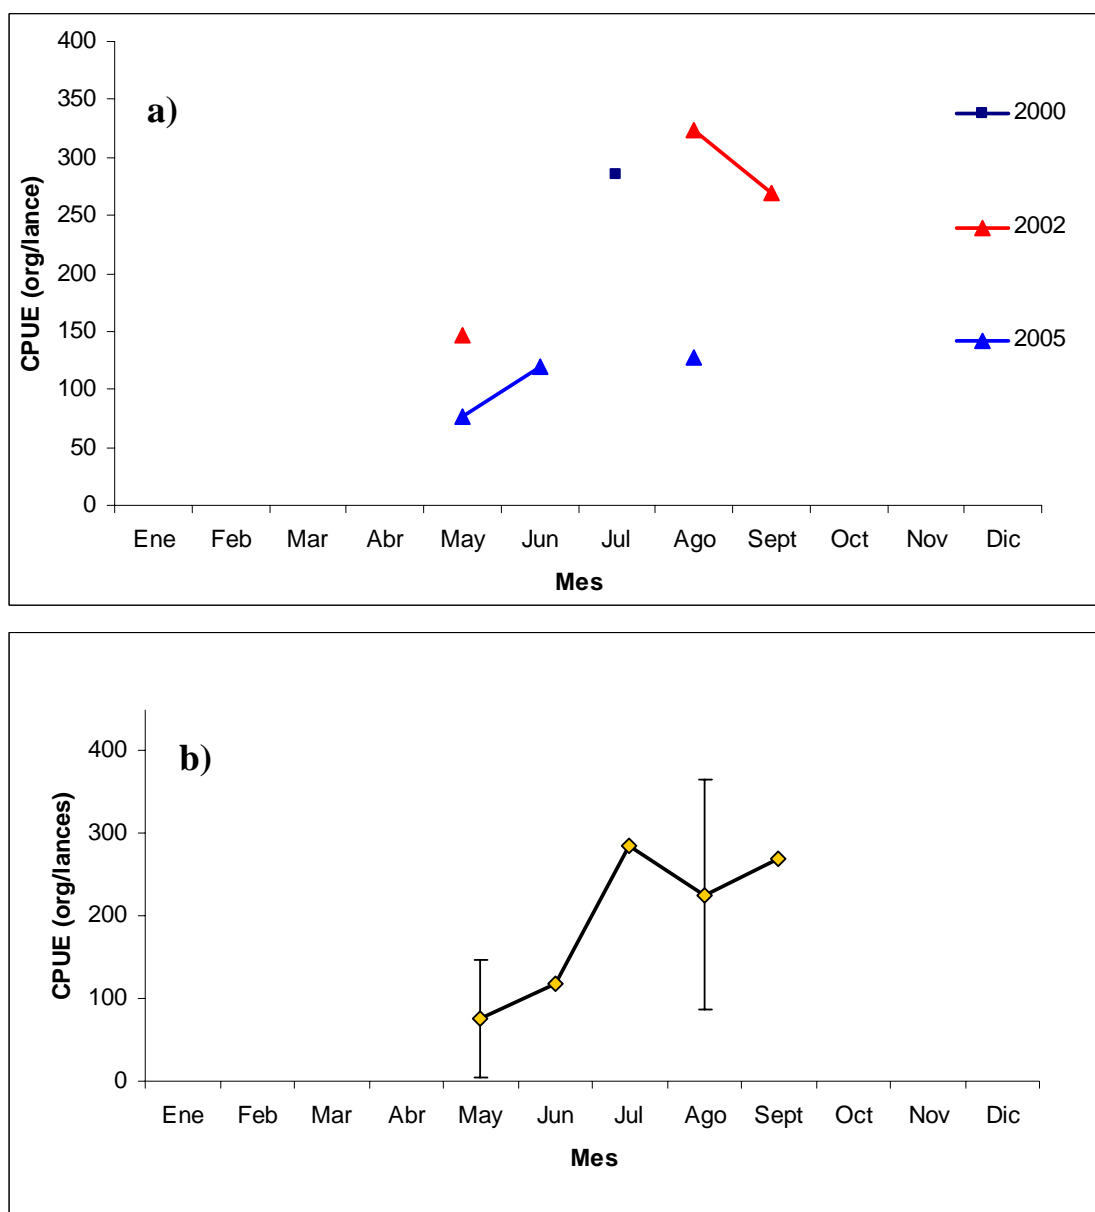 a)
CPUE (org/lance)
400
350
300
250
200
150
100
50
0
Ene Feb Mar Abr May Jun Jul Ago Sept Oct Nov Dic
Mes
2000
2002
2005
b)
CPUE (org/lances)
400
300
200
100
0
Ene Feb Mar Abr May Jun Jul Ago Sept Oct Nov Dic
Mes